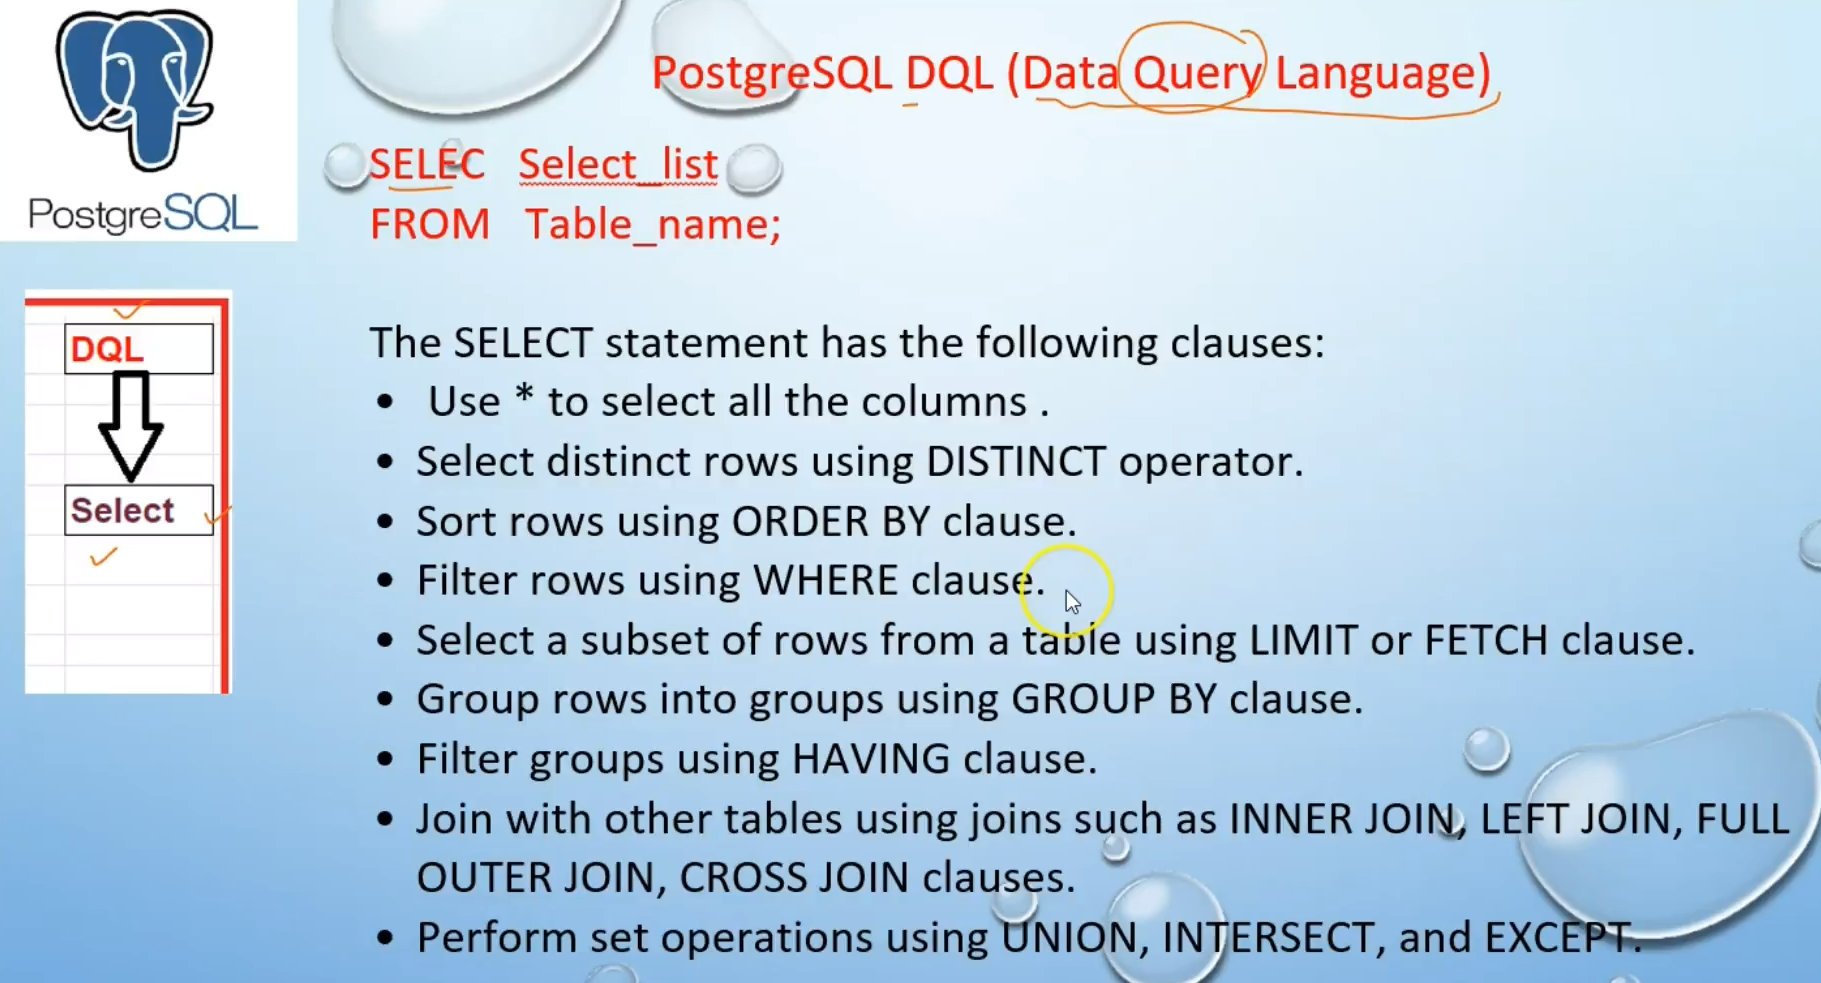 PostgreSQL
PostgreSQL DQL (Data Query Language)
SELEC Select_list
FROM Table_name;
DQL
Select
The SELECT statement has the following clauses:
• Use * to select all the columns .
• Select distinct rows using DISTINCT operator.
• Sort rows using ORDER BY clause.
• Filter rows using WHERE clause.
• Select a subset of rows from a table using LIMIT or FETCH clause.
• Group rows into groups using GROUP BY clause.
• Filter groups using HAVING clause.
• Join with other tables using joins such as INNER JOIN, LEFT JOIN, FULL
OUTER JOIN, CROSS JOIN clauses.
• Perform set operations using UNION, INTERSECT, and EXCEPT.